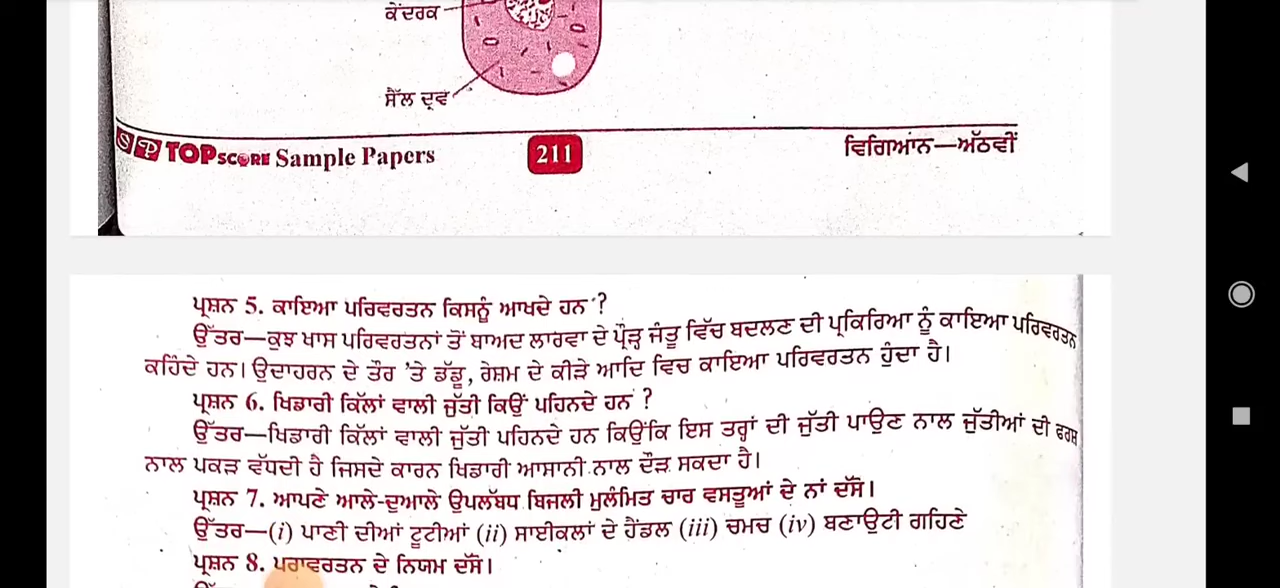 ਕੇਂਦਰਕ
ਸੈੱਲ ਦ੍ਰਵ
TOPSCORE Sample Papers 211 ਵਿਗਿਆਨ—ਅੱਠਵੀਂ
ਪ੍ਰਸ਼ਨ 5. ਕਾਇਆ ਪਰਿਵਰਤਨ ਕਿਸਨੂੰ ਆਖਦੇ ਹਨ ?
ਉੱਤਰ—ਕੁਝ ਖਾਸ ਪਰਿਵਰਤਨਾਂ ਤੋਂ ਬਾਅਦ ਲਾਰਵਾ ਦੇ ਪ੍ਰੌੜ ਜੰਤੂ ਵਿੱਚ ਬਦਲਣ ਦੀ ਪ੍ਰਕਿਰਿਆ ਨੂੰ ਕਾਇਆ ਪਰਿਵਰਤਨ
ਕਹਿੰਦੇ ਹਨ। ਉਦਾਹਰਨ ਦੇ ਤੌਰ 'ਤੇ ਡੱਡੂ, ਰੇਸ਼ਮ ਦੇ ਕੀੜੇ ਆਦਿ ਵਿਚ ਕਾਇਆ ਪਰਿਵਰਤਨ ਹੁੰਦਾ ਹੈ।
ਪ੍ਰਸ਼ਨ 6. ਖਿਡਾਰੀ ਕਿੱਲਾਂ ਵਾਲੀ ਜੁੱਤੀ ਕਿਉਂ ਪਹਿਨਦੇ ਹਨ ?
ਉੱਤਰ—ਖਿਡਾਰੀ ਕਿੱਲਾਂ ਵਾਲੀ ਜੁੱਤੀ ਪਹਿਨਦੇ ਹਨ ਕਿਉਂਕਿ ਇਸ ਤਰ੍ਹਾਂ ਦੀ ਜੁੱਤੀ ਪਾਉਣ ਨਾਲ ਜੁੱਤੀਆਂ ਦੀ ਫਰਸ਼
ਨਾਲ ਪਕੜ ਵੱਧਦੀ ਹੈ ਜਿਸਦੇ ਕਾਰਨ ਖਿਡਾਰੀ ਆਸਾਨੀ ਨਾਲ ਦੌੜ ਸਕਦਾ ਹੈ।
ਪ੍ਰਸ਼ਨ 7. ਆਪਣੇ ਆਲੇ-ਦੁਆਲੇ ਉਪਲੱਬਧ ਬਿਜਲੀ ਮੁਲੰਮਿਤ ਚਾਰ ਵਸਤੂਆਂ ਦੇ ਨਾਂ ਦੱਸੋ।
ਉੱਤਰ—(i) ਪਾਣੀ ਦੀਆਂ ਟੂਟੀਆਂ (ii) ਸਾਈਕਲਾਂ ਦੇ ਹੈਂਡਲ (iii) ਚਮਚ (iv) ਬਣਾਉਟੀ ਗਹਿਣੇ
ਪ੍ਰਸ਼ਨ 8. ਪਰਾਵਰਤਨ ਦੇ ਨਿਯਮ ਦੱਸੋ।